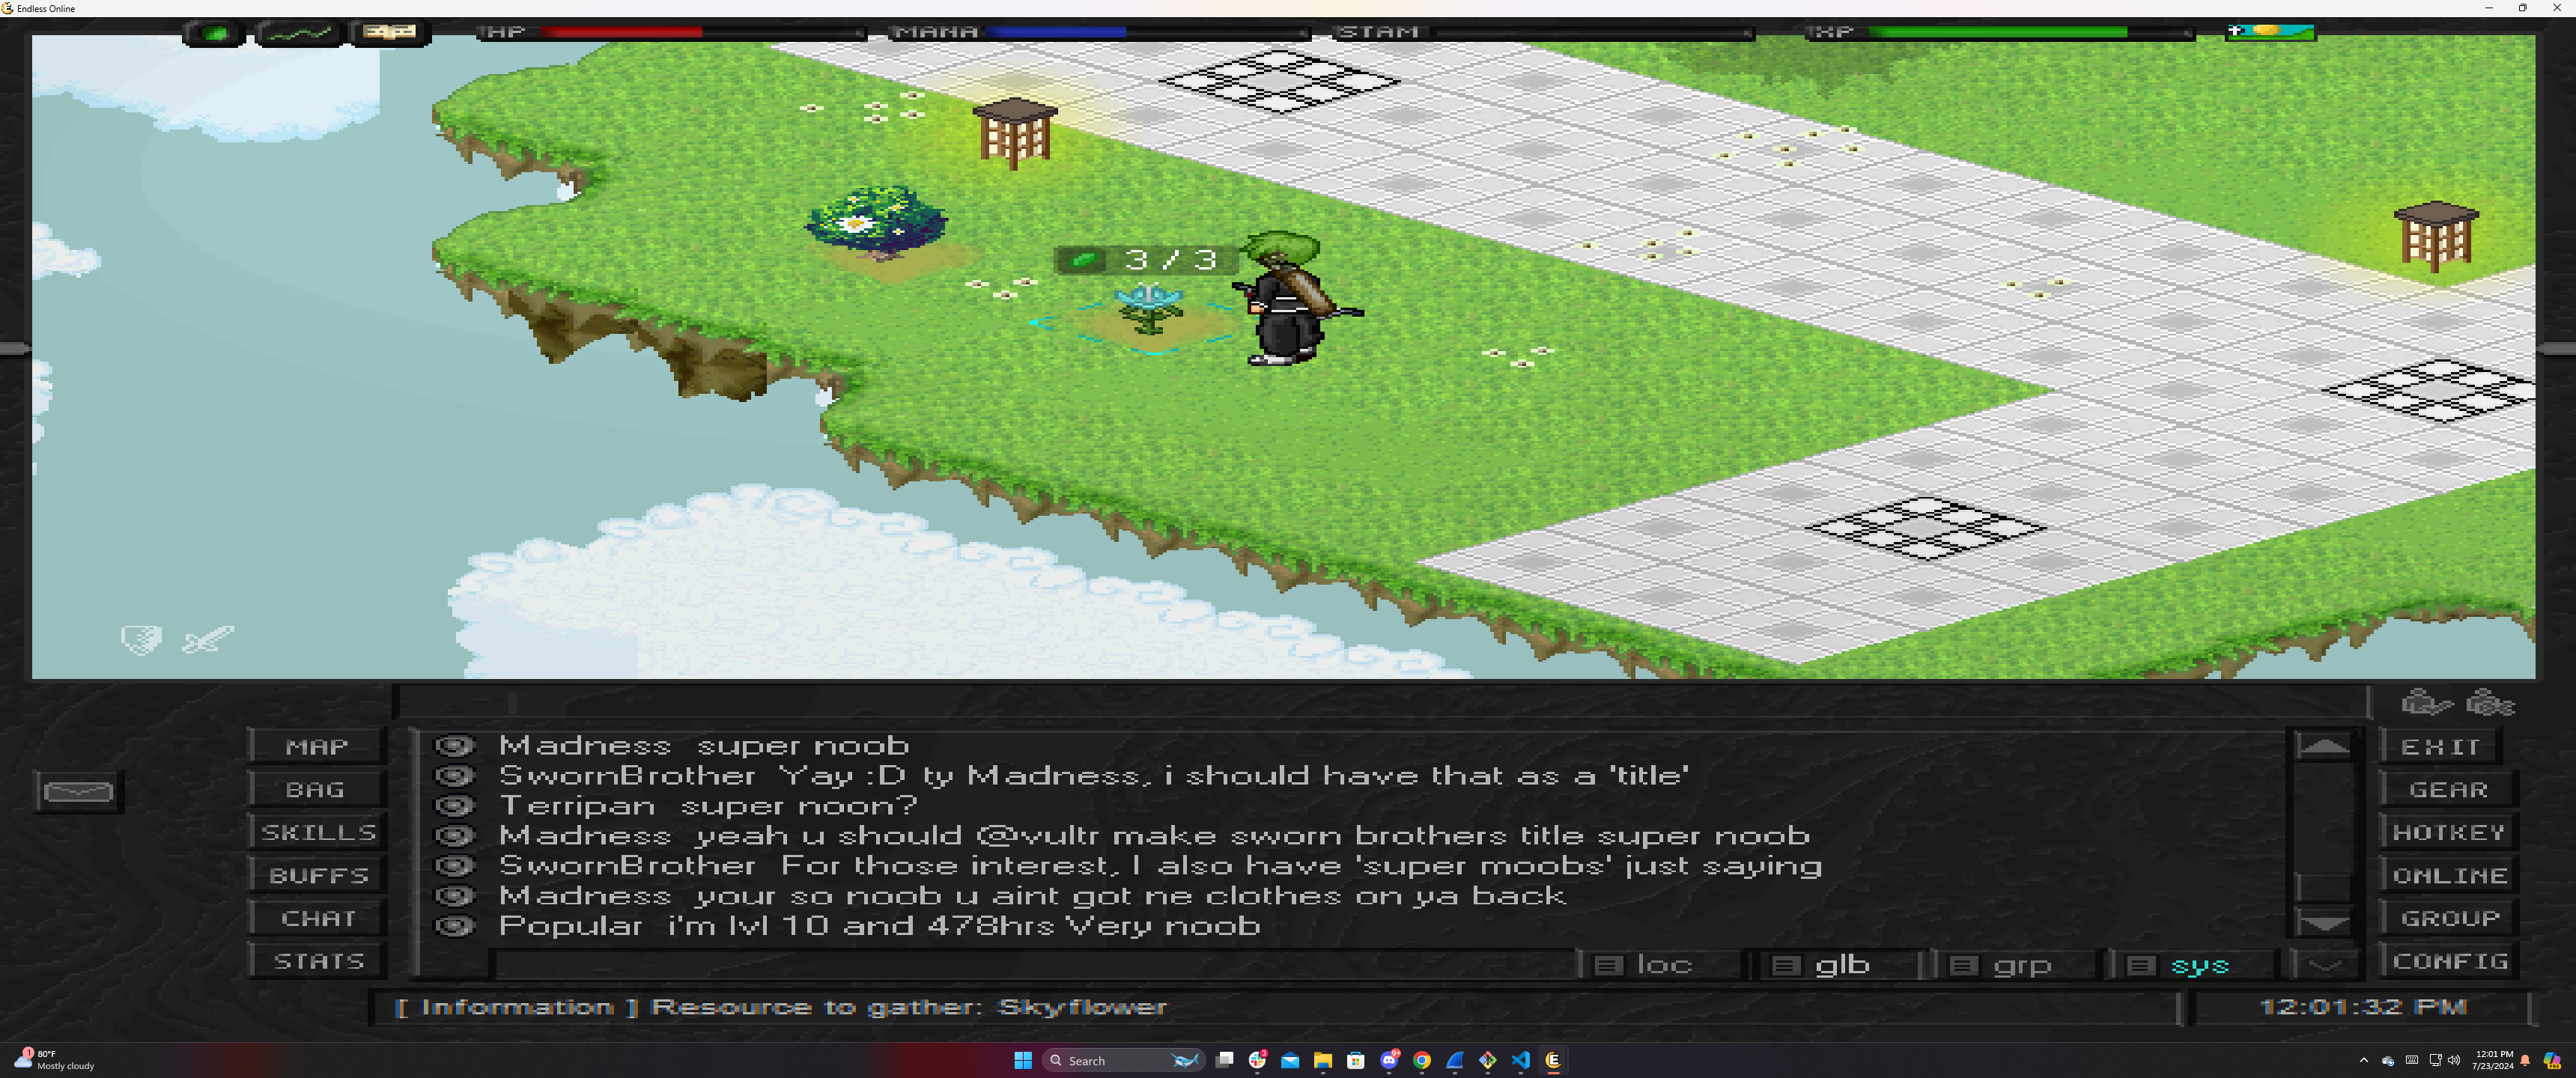 Endless Online
HP
MANA
STAM
XP
3 / 3
MAP
BAG
SKILLS
BUFFS
CHAT
STATS
Madness super noob
SwornBrother Yay :D ty Madness, i should have that as a 'title'
Terripan super noon?
Madness yeah u should @vultr make sworn brothers title super noob
SwornBrother For those interest, I also have 'super moobs' just saying
Madness your so noob u aint got ne clothes on ya back
Popular i'm lvl 10 and 478hrs Very noob
loc
glb
grp
sys
EXIT
GEAR
HOTKEY
ONLINE
GROUP
CONFIG
[ Information ] Resource to gather: Skyflower
12:01:32 PM
1
80°F
Mostly cloudy
Search
3
9+
12:01 PM
7/23/2024